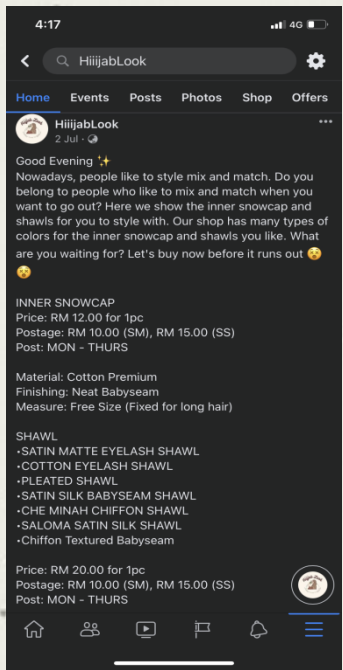 4:17
4G
HiiijabLook
Home Events Posts Photos Shop Offers
HiiijabLook
2 Jul
Good Evening ✨
Nowadays, people like to style mix and match. Do you
belong to people who like to mix and match when you
want to go out? Here we show the inner snowcap and
shawls for you to style with. Our shop has many types of
colors for the inner snowcap and shawls you like. What
are you waiting for? Let's buy now before it runs out 😵
😵
INNER SNOWCAP
Price: RM 12.00 for 1pc
Postage: RM 10.00 (SM), RM 15.00 (SS)
Post: MON - THURS
Material: Cotton Premium
Finishing: Neat Babyseam
Measure: Free Size (Fixed for long hair)
SHAWL
•SATIN MATTE EYELASH SHAWL
•COTTON EYELASH SHAWL
•PLEATED SHAWL
•SATIN SILK BABYSEAM SHAWL
•CHE MINAH CHIFFON SHAWL
•SALOMA SATIN SILK SHAWL
•Chiffon Textured Babyseam
Price: RM 20.00 for 1pc
Postage: RM 10.00 (SM), RM 15.00 (SS)
Post: MON - THURS